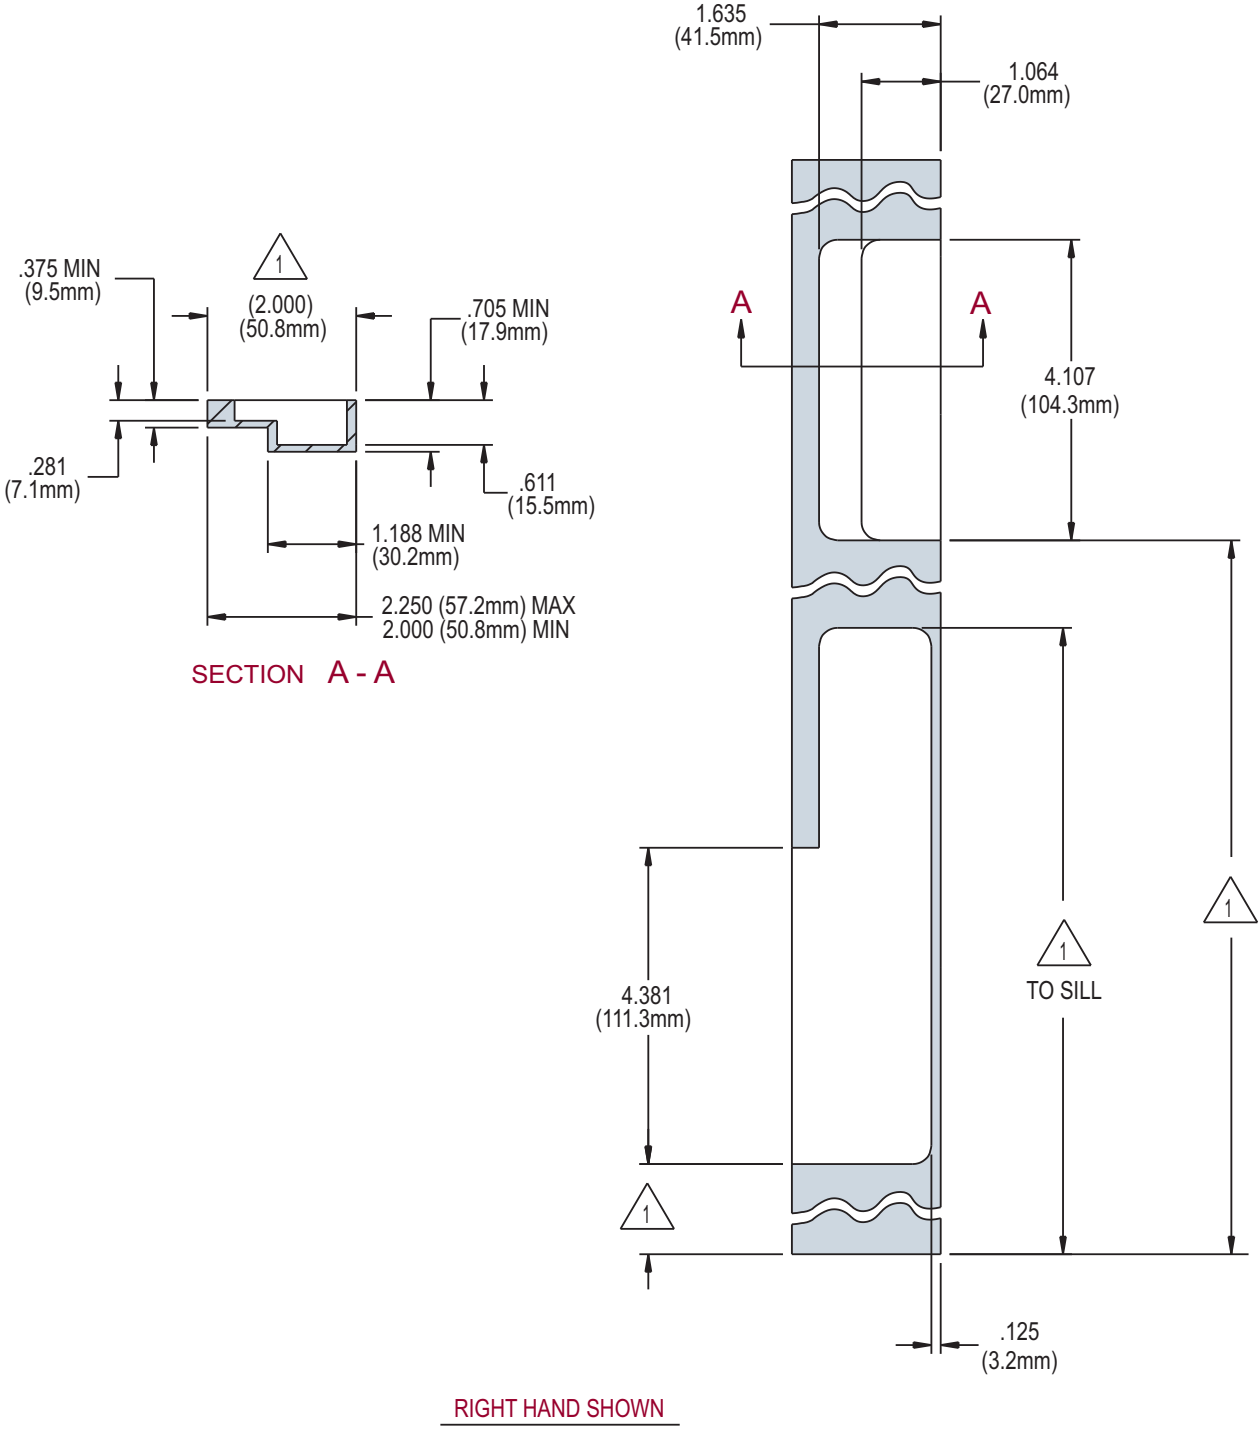 1.635
(41.5mm)
1.064
(27.0mm)
1
.375 MIN
(9.5mm)
(2.000)
(50.8mm)
.705 MIN
(17.9mm)
A
A
4.107
(104.3mm)
.281
(7.1mm)
.611
(15.5mm)
1.188 MIN
(30.2mm)
2.250 (57.2mm) MAX
2.000 (50.8mm) MIN
SECTION A - A
1
1
TO SILL
4.381
(111.3mm)
1
.125
(3.2mm)
RIGHT HAND SHOWN